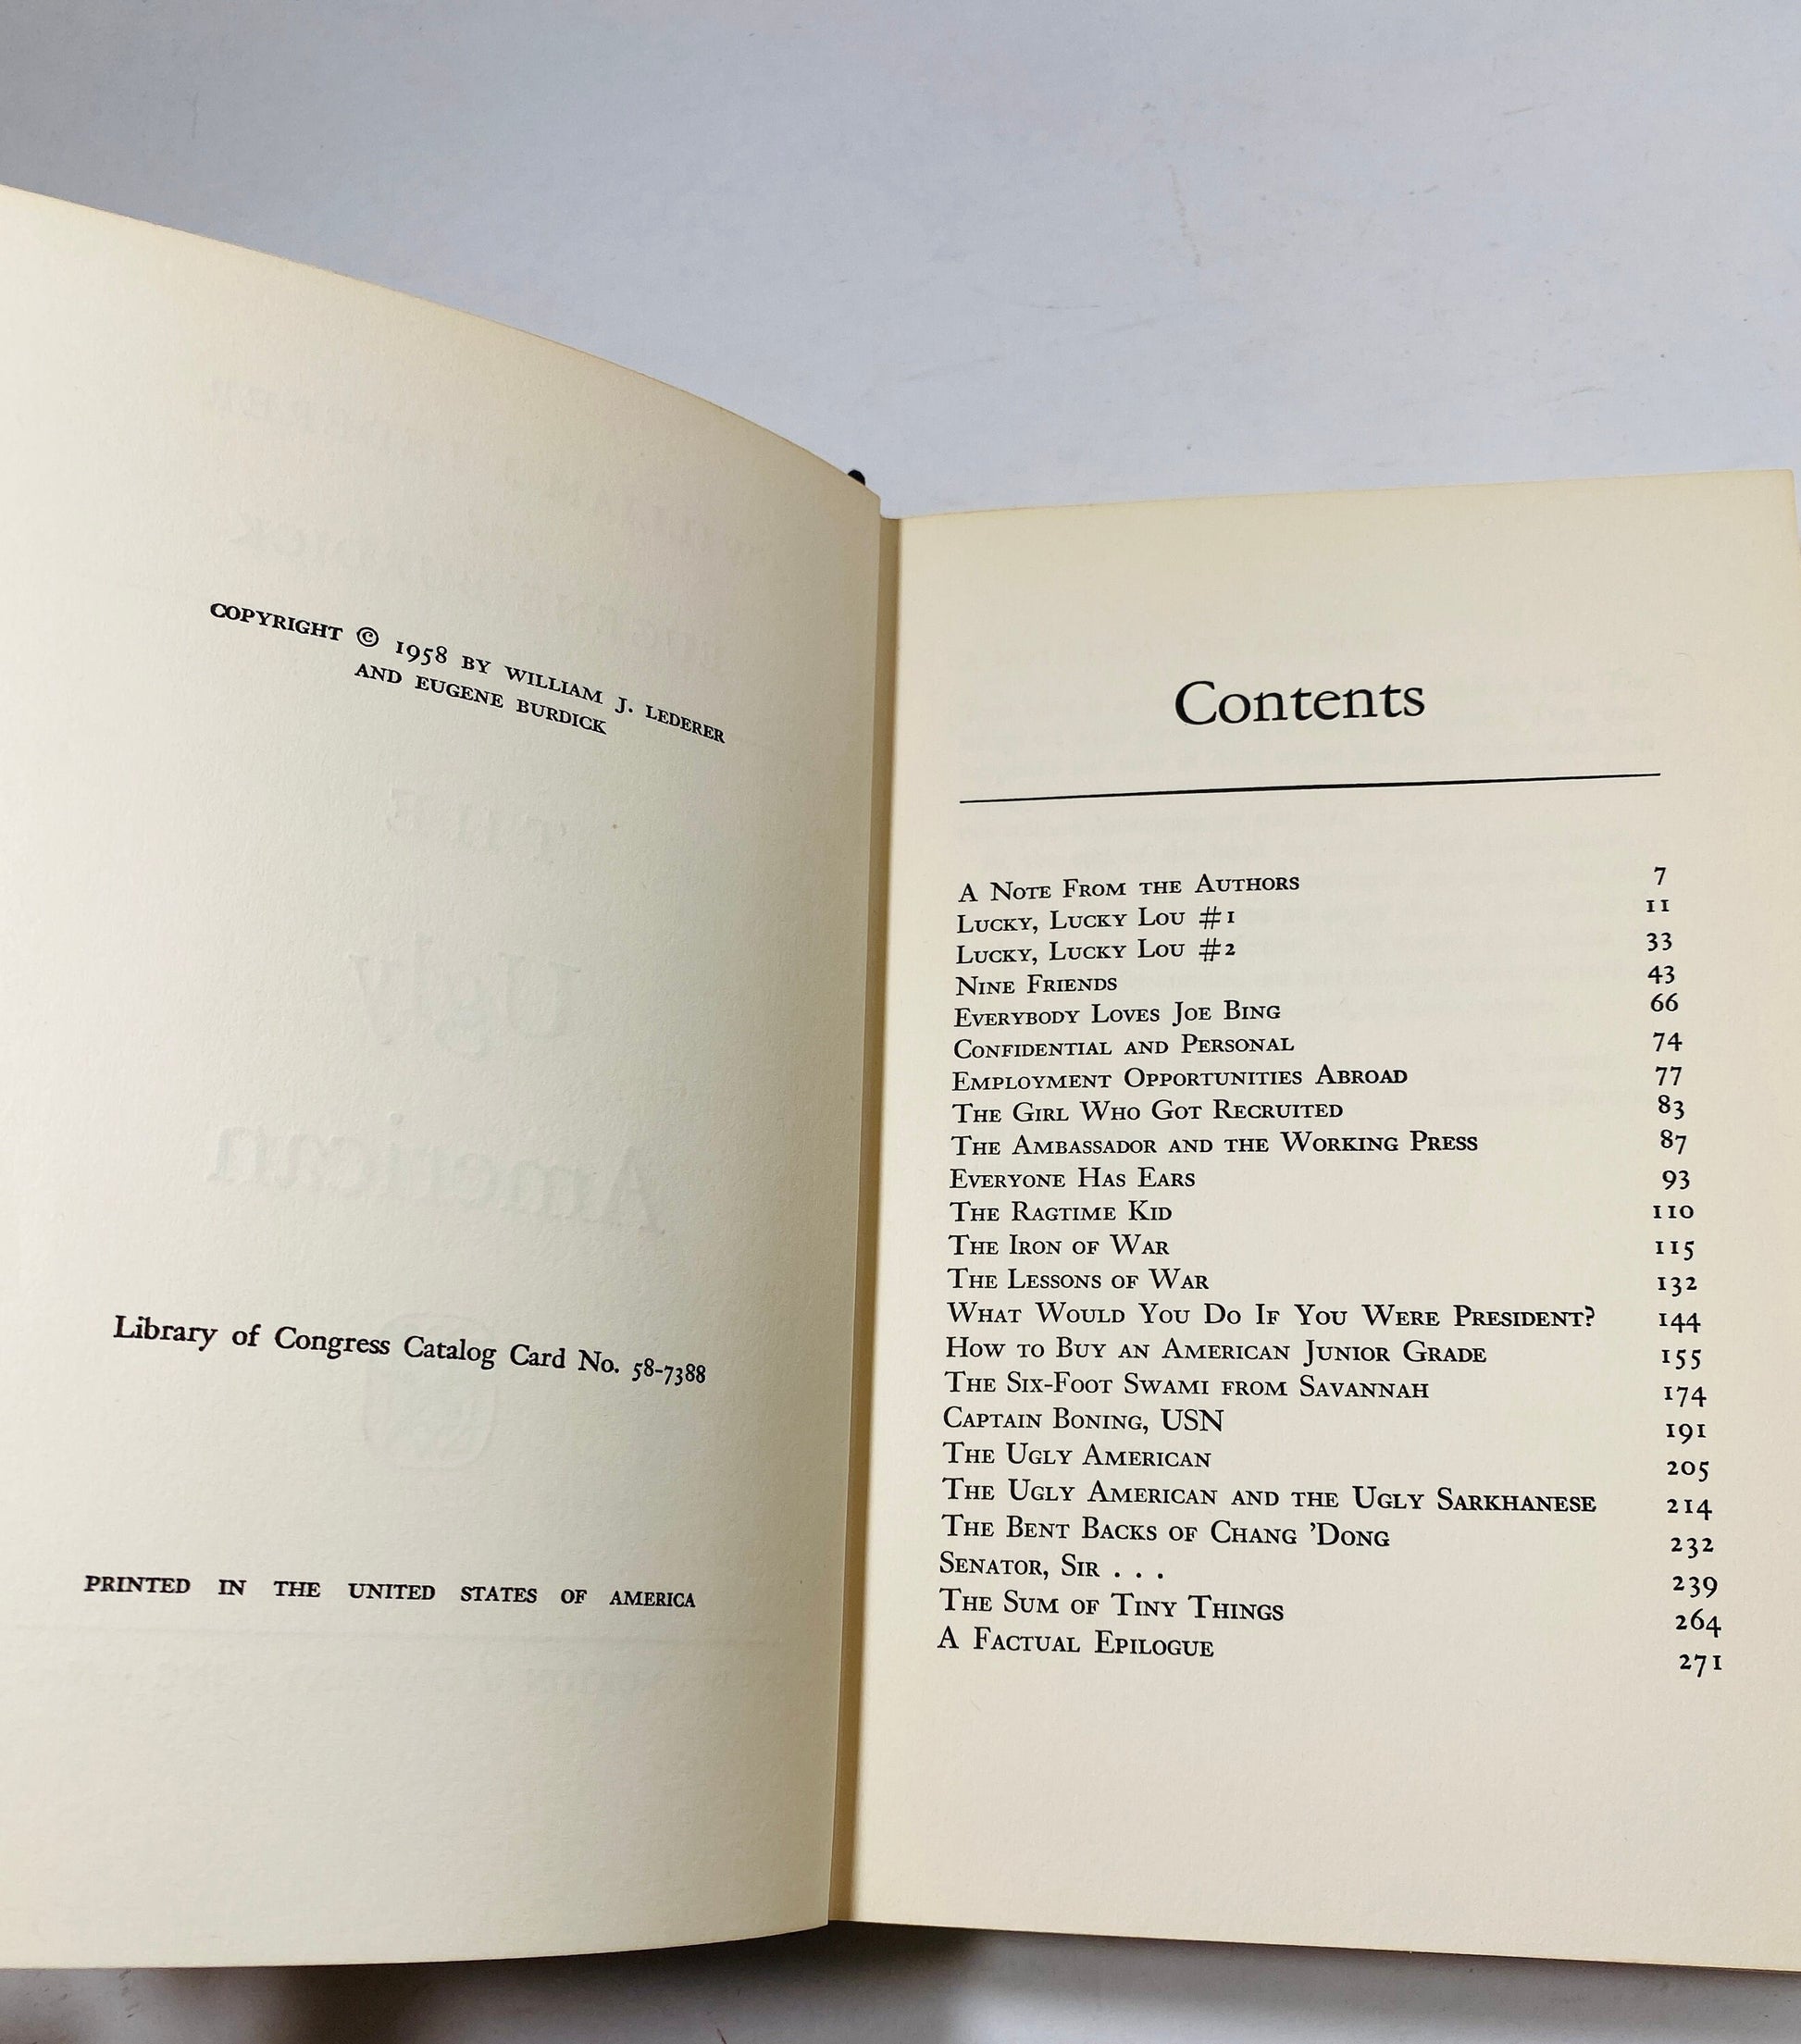 COPYRIGHT © 1958 BY WILLIAM J. LEDERER
AND EUGENE BURDICK
Library of Congress Catalog Card No. 58-7388
PRINTED IN THE UNITED STATES OF AMERICA
Contents
A Note From the Authors 7
Lucky, Lucky Lou #1 11
Lucky, Lucky Lou #2 33
Nine Friends 43
Everybody Loves Joe Bing 66
Confidential and Personal 74
Employment Opportunities Abroad 77
The Girl Who Got Recruited 83
The Ambassador and the Working Press 87
Everyone Has Ears 93
The Ragtime Kid 110
The Iron of War 115
The Lessons of War 132
What Would You Do If You Were President? 144
How to Buy an American Junior Grade 155
The Six-Foot Swami from Savannah 174
Captain Boning, USN 191
The Ugly American 205
The Ugly American and the Ugly Sarkhanese 214
The Bent Backs of Chang 'Dong 232
Senator, Sir . . . 239
The Sum of Tiny Things 264
A Factual Epilogue 271